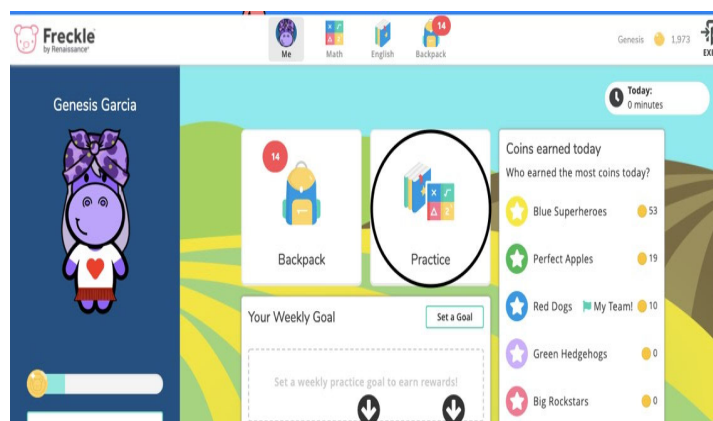 Freckle
by Renaissance
Me
Math
English
Backpack
14
Genesis
1,973
Genesis Garcia
Today:
0 minutes
14
Backpack
Practice
Coins earned today
Who earned the most coins today?
Blue Superheroes 53
Perfect Apples 19
Red Dogs My Team! 10
Green Hedgehogs 0
Big Rockstars 0
Your Weekly Goal
Set a Goal
Set a weekly practice goal to earn rewards!